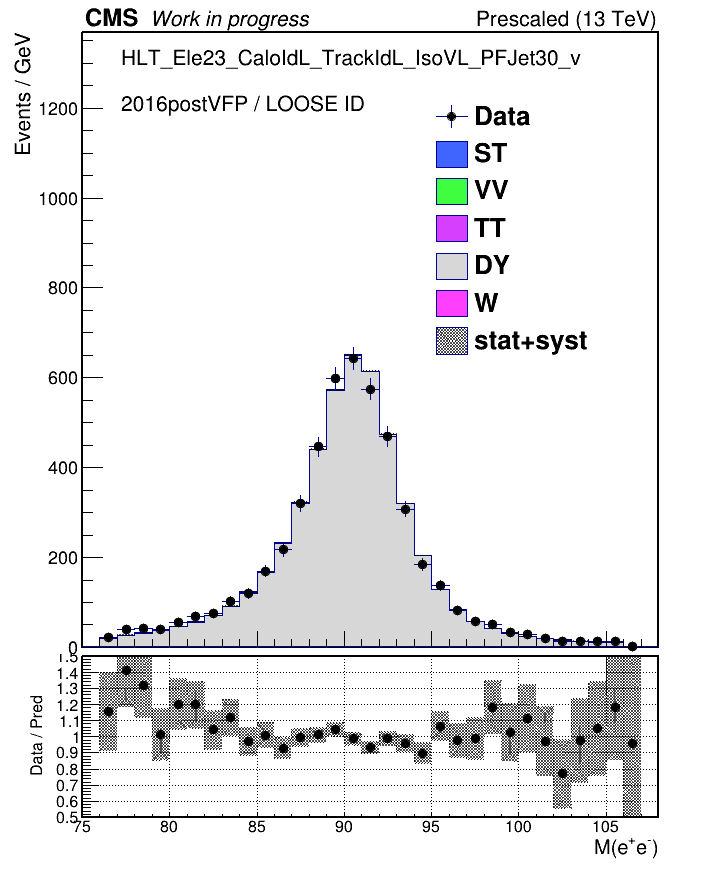 CMS Work in progress Prescaled (13 TeV)
HLT_Ele23_CaloIdL_TrackIdL_IsoVL_PFJet30_v
2016postVFP / LOOSE ID
Events / GeV
1200
1000
800
600
400
200
0
Data
ST
VV
TT
DY
W
stat+syst
Data / Pred
1.5
1.4
1.3
1.2
1.1
1
0.9
0.8
0.7
0.6
0.5
75 80 85 90 95 100 105
M(e⁺e⁻)